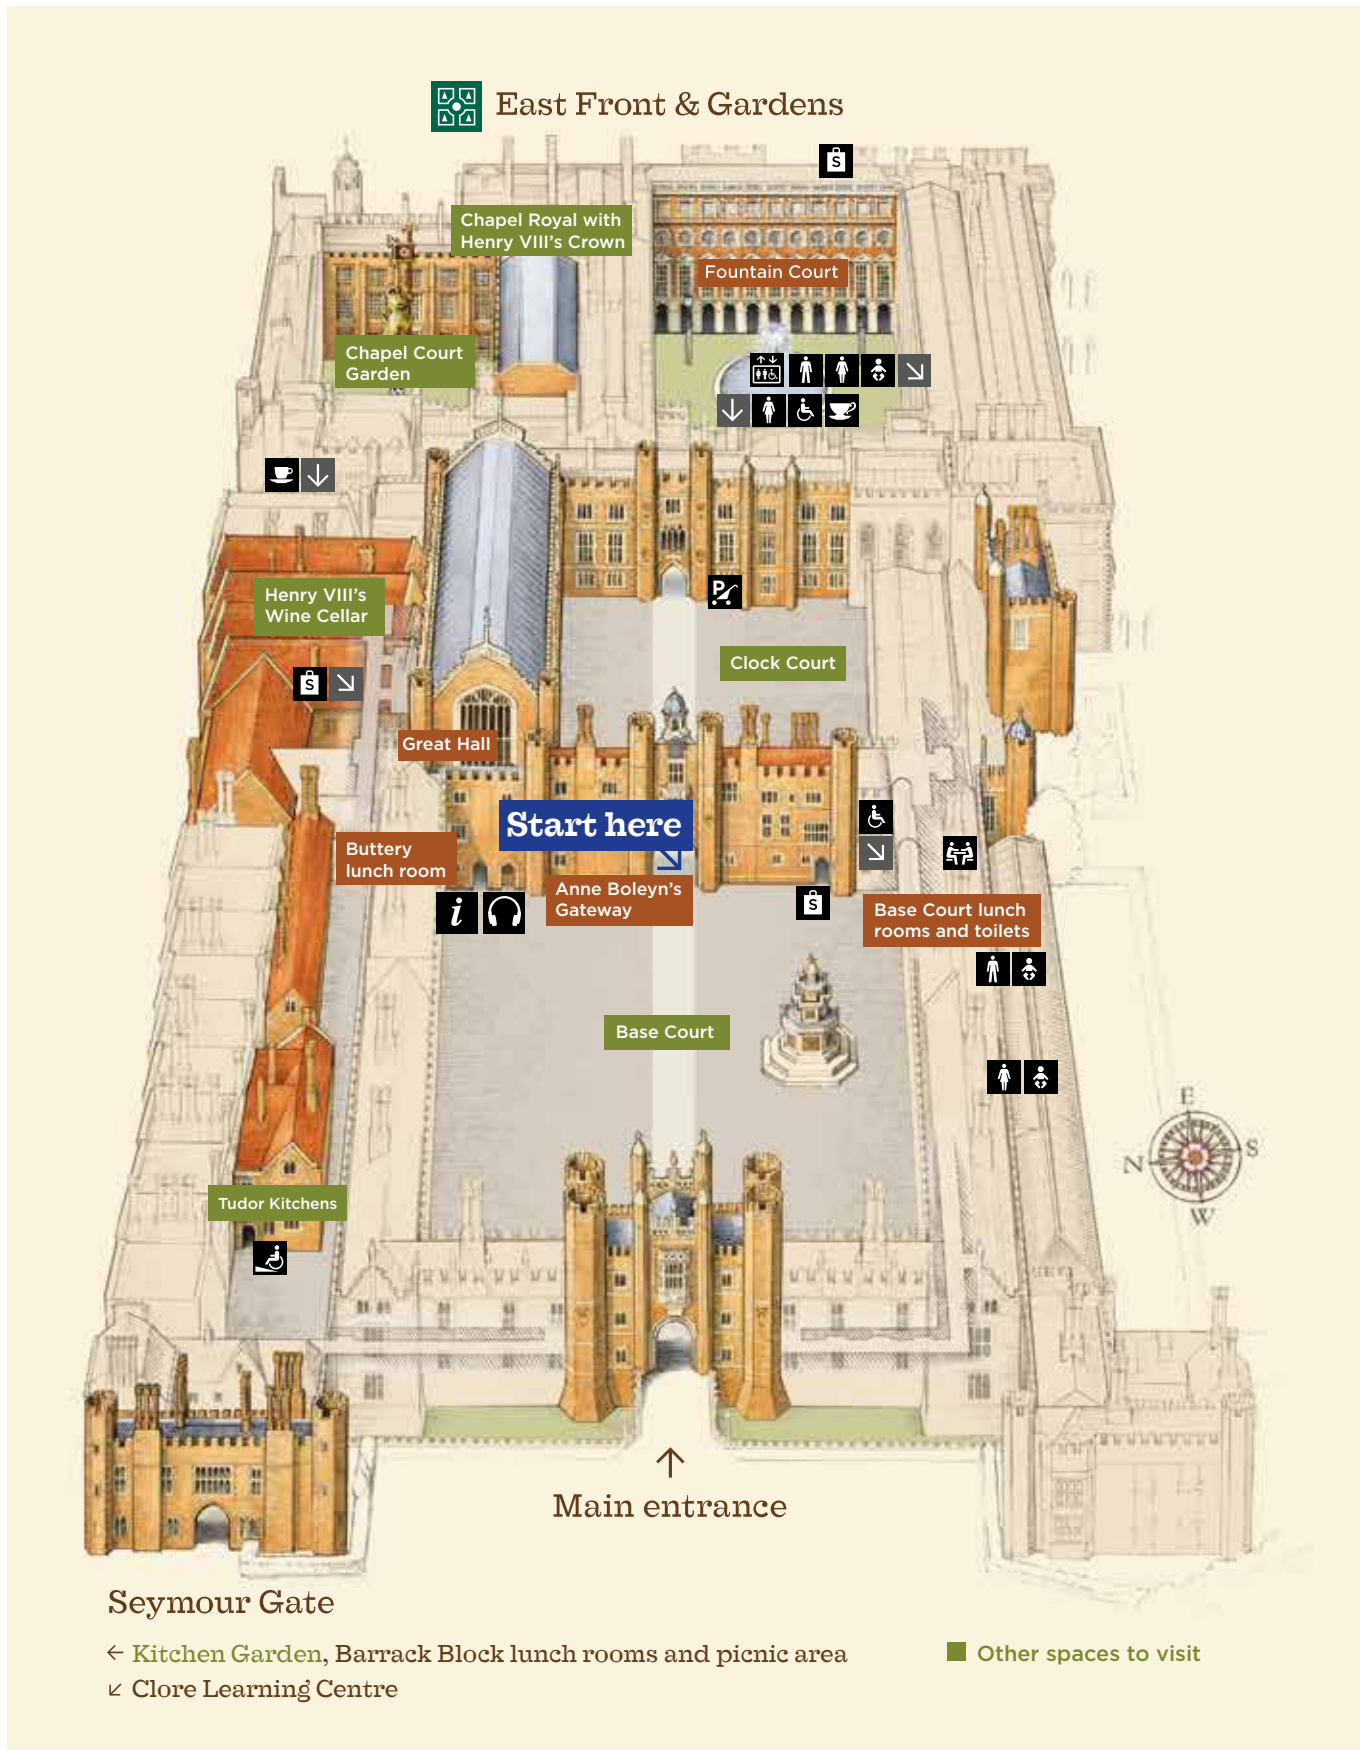 East Front & Gardens
S
Chapel Royal with
Henry VIII's Crown
Fountain Court
Chapel Court
Garden
P
Henry VIII's
Wine Cellar
Clock Court
S
Great Hall
Start here
Buttery
lunch room
Anne Boleyn's
Gateway
i
S
Base Court lunch
rooms and toilets
Base Court
E
N
S
W
Tudor Kitchens
Main entrance
Seymour Gate
← Kitchen Garden, Barrack Block lunch rooms and picnic area
↙ Clore Learning Centre
Other spaces to visit